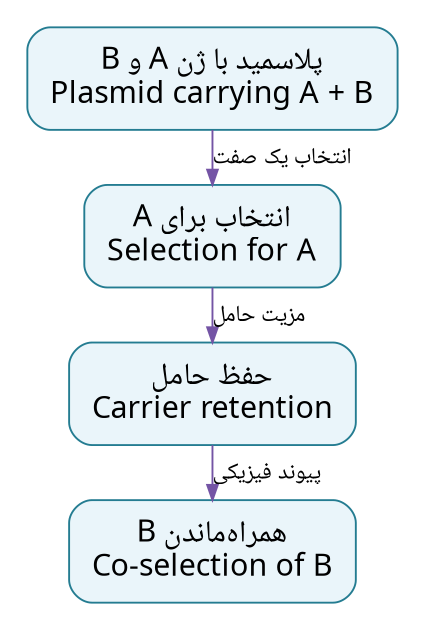 پلاسمید با ژن A و B
Plasmid carrying A + B
انتخاب یک صفت
انتخاب برای A
Selection for A
مزیت حامل
حفظ حامل
Carrier retention
پیوند فیزیکی
همراه‌ماندن B
Co-selection of B